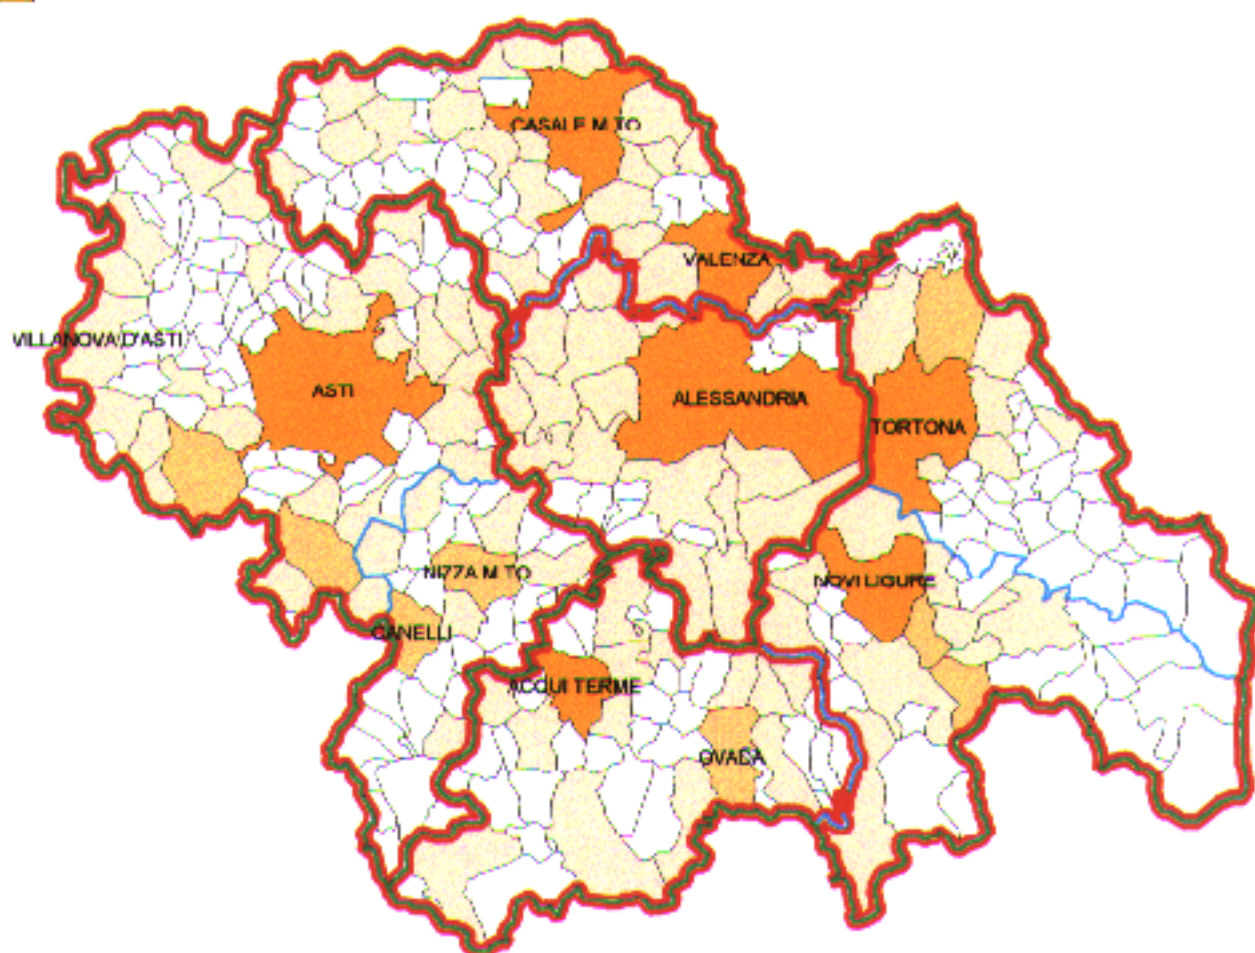 CASALE M.TO
VALENZA
VILLANOVA D'ASTI
ASTI
ALESSANDRIA
TORTONA
NIZZA M.TO
NOVI LIGURE
CANELLI
ACQUI TERME
OVADA